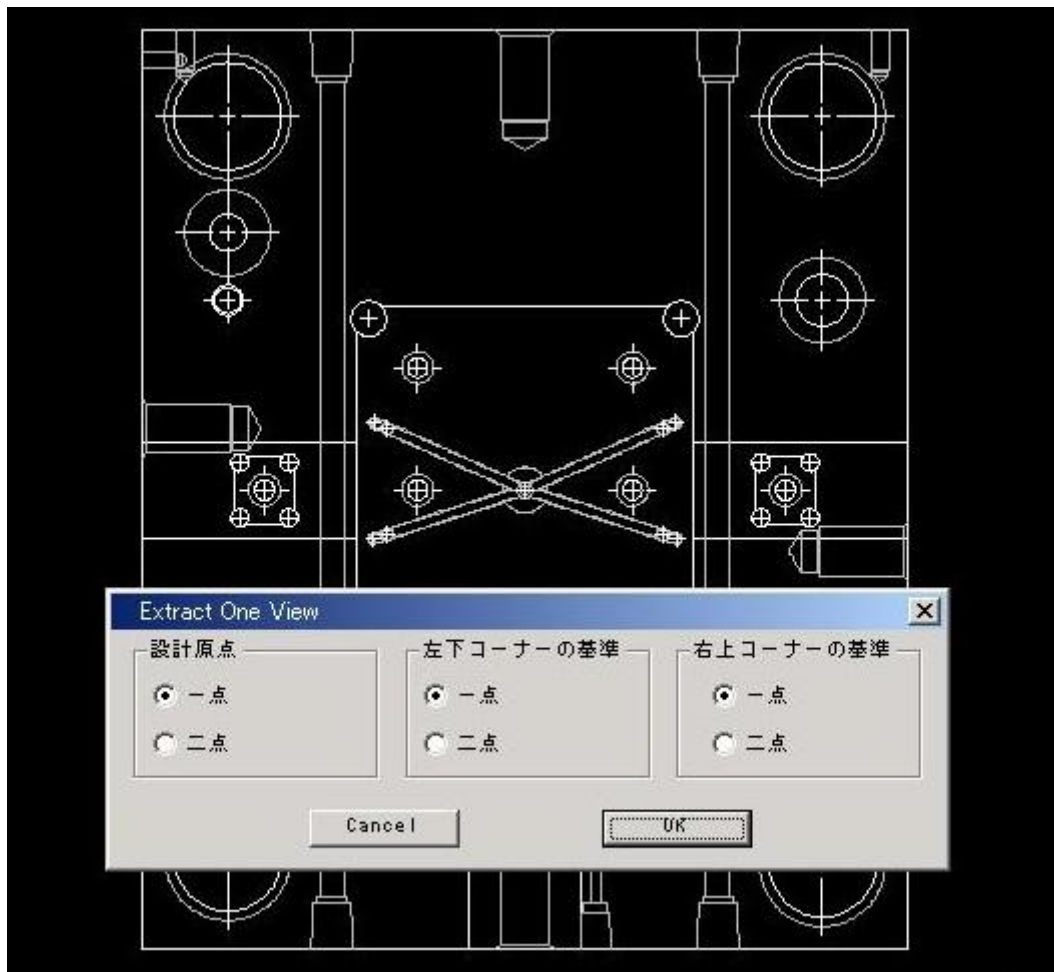 Extract One View
設計原点
一点
二点
左下コーナーの基準
一点
二点
右上コーナーの基準
一点
二点
Cancel
OK